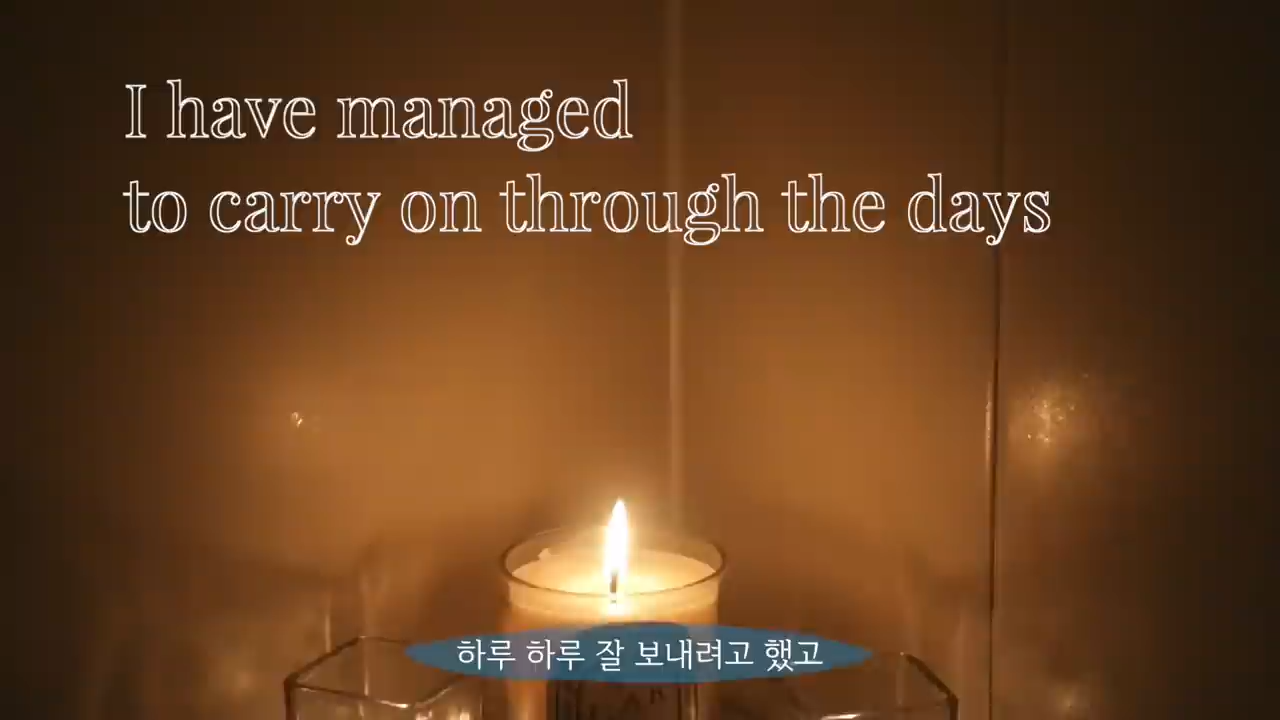 I have managed
to carry on through the days
하루 하루 잘 보내려고 했고